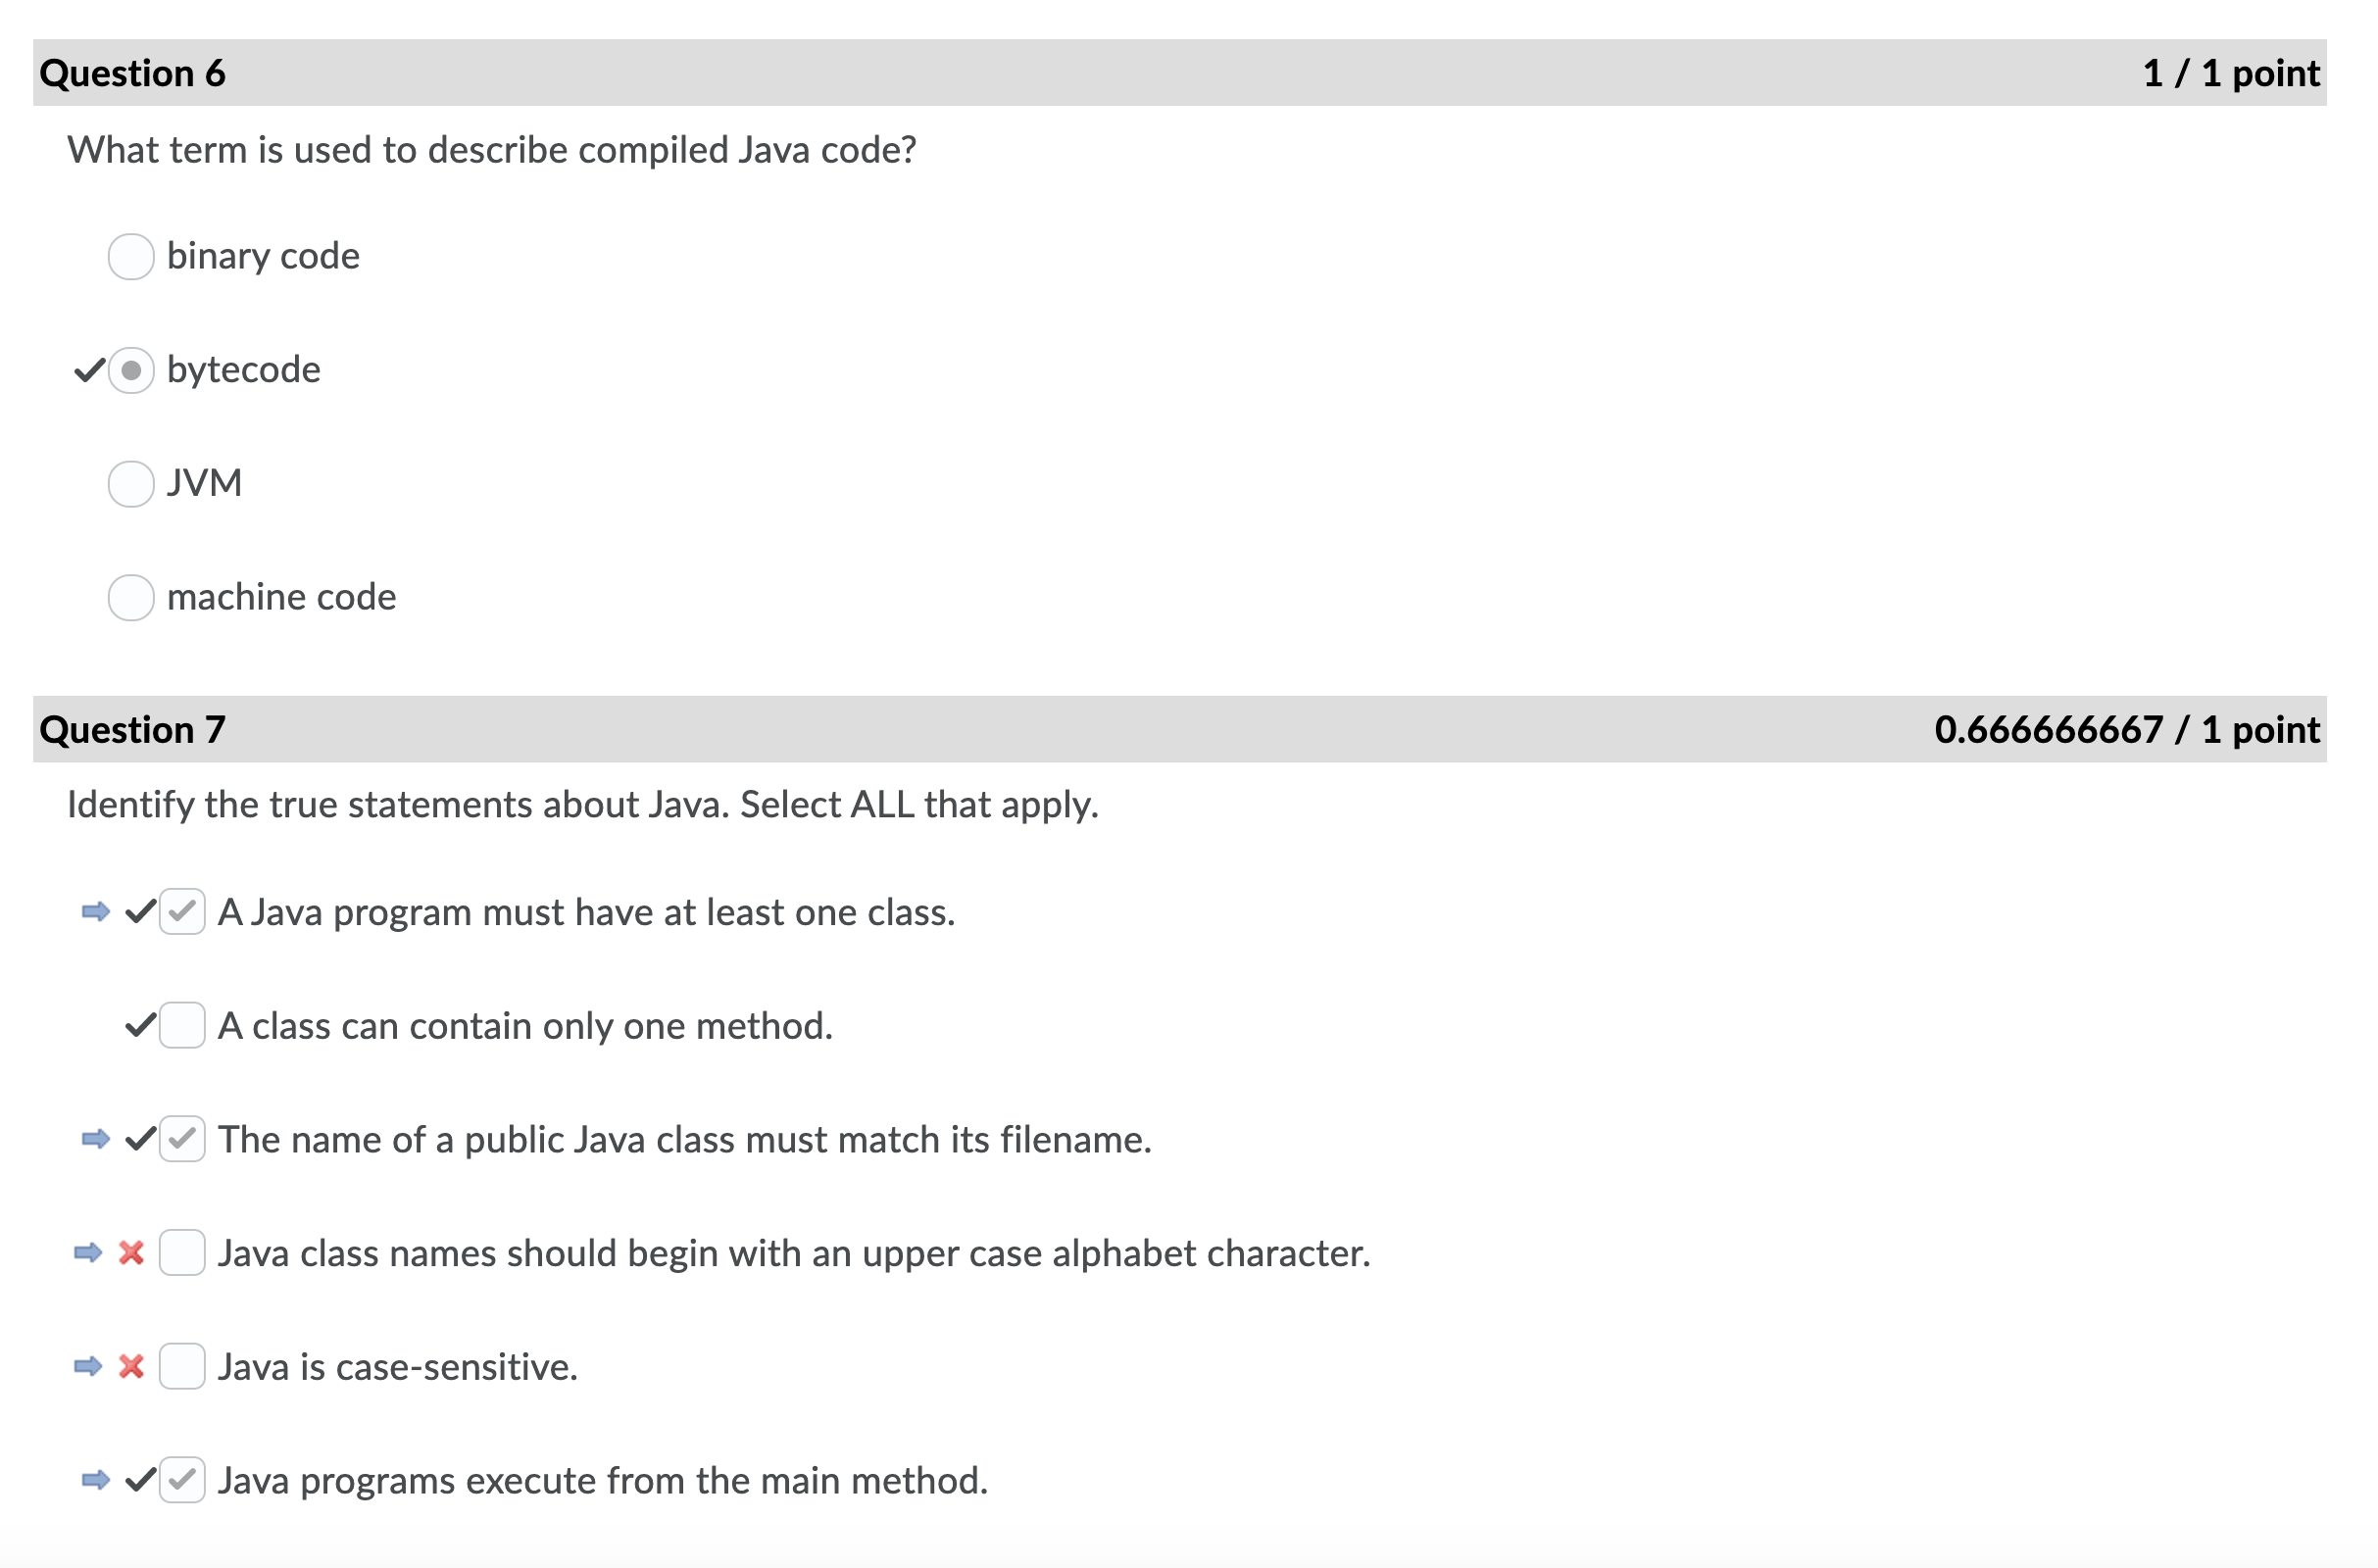 Question 6 1 / 1 point
What term is used to describe compiled Java code?
binary code
bytecode
JVM
machine code
Question 7 0.666666667 / 1 point
Identify the true statements about Java. Select ALL that apply.
A Java program must have at least one class.
A class can contain only one method.
The name of a public Java class must match its filename.
Java class names should begin with an upper case alphabet character.
Java is case-sensitive.
Java programs execute from the main method.